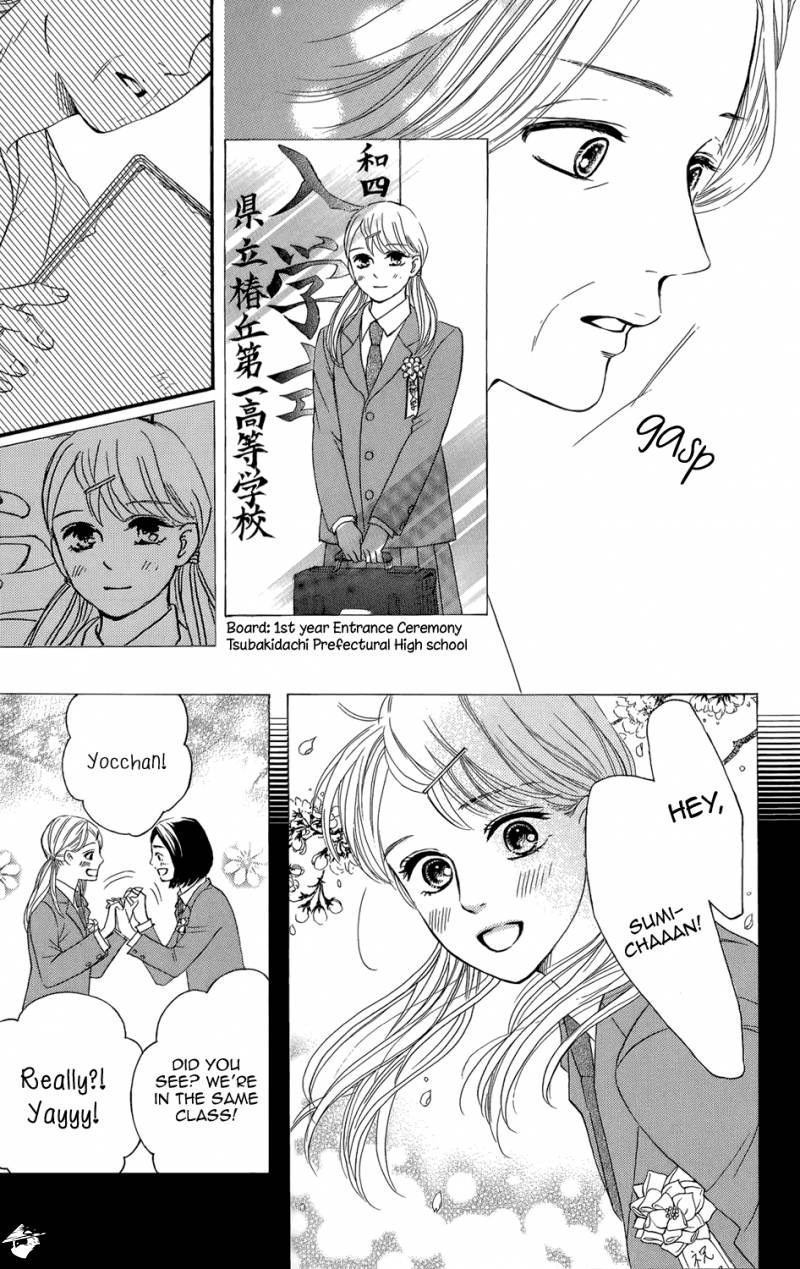 gasp
和四
入学式
県立椿丘第一高等学校
Board: 1st year Entrance Ceremony
Tsubakidachi Prefectural High school
HEY,
SUMI-
CHAAAN!
祝
Yocchan!
DID YOU
SEE? WE'RE
IN THE SAME
CLASS!
Really?!
Yayyy!